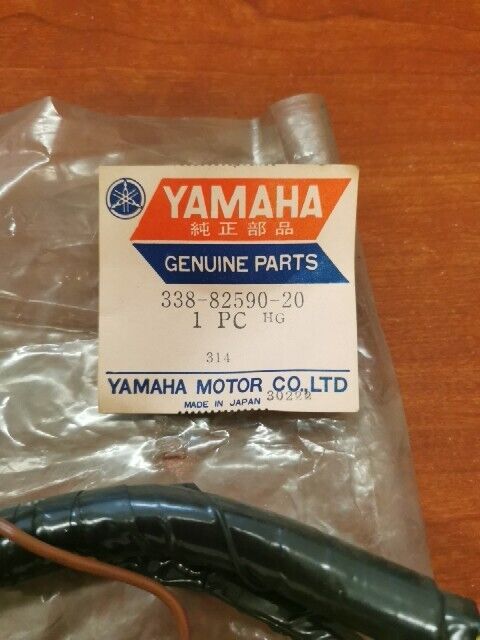 YAMAHA
純正部品
GENUINE PARTS
338-82590-20
1 PC HG
314
YAMAHA MOTOR CO.,LTD
MADE IN JAPAN 30222